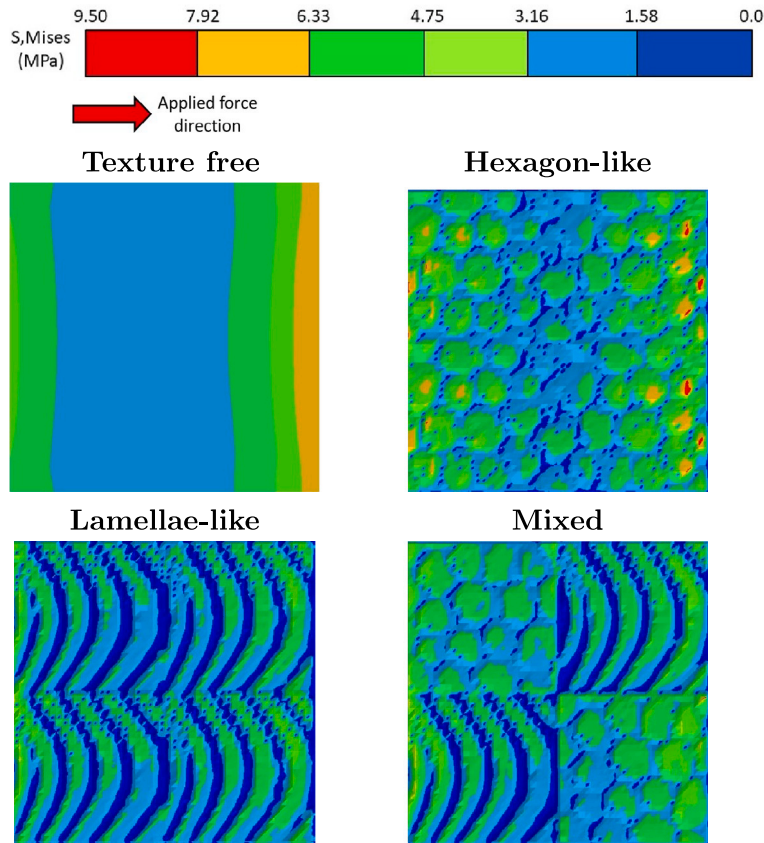 9.50 7.92 6.33 4.75 3.16 1.58 0.0
S,Mises
(MPa)
Applied force
direction
Texture free Hexagon-like
Lamellae-like Mixed